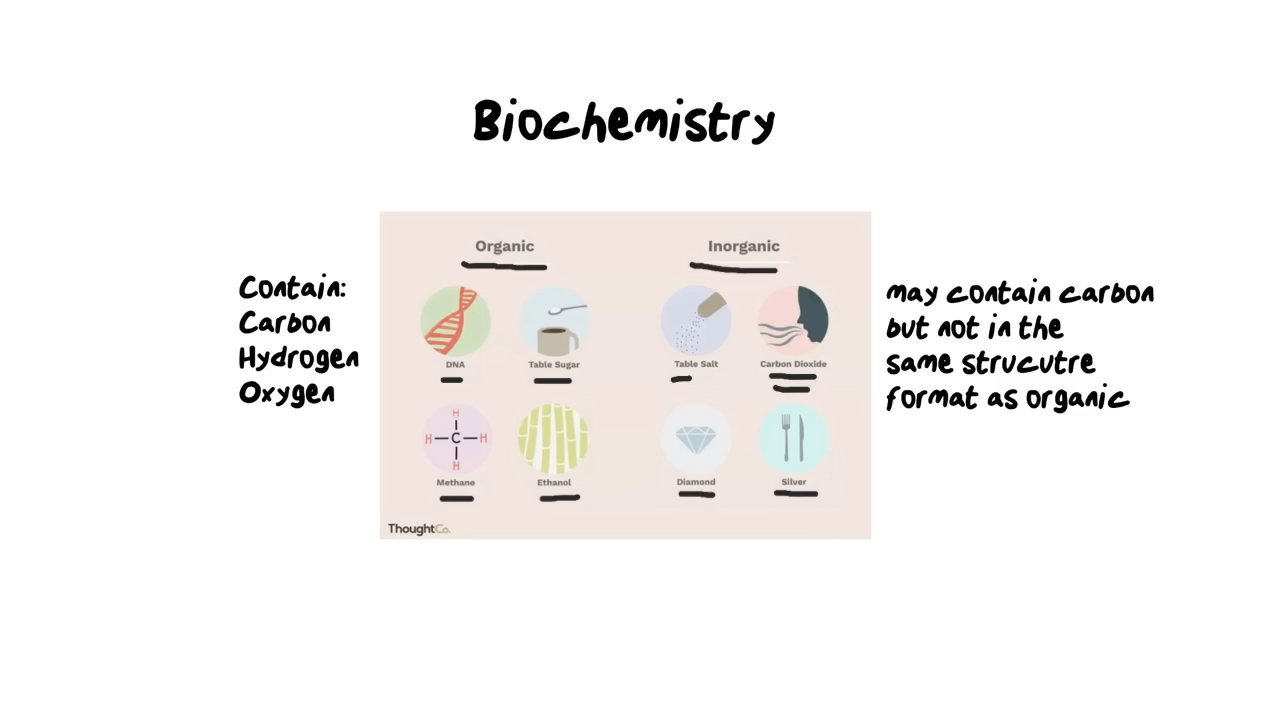 Biochemistry
Organic
Inorganic
Contain:
Carbon
Hydrogen
Oxygen
may contain carbon
but not in the
same strucutre
format as organic
DNA
Table Sugar
Table Salt
Carbon Dioxide
H
H—C—H
H
Methane
Ethanol
Diamond
Silver
ThoughtCo.